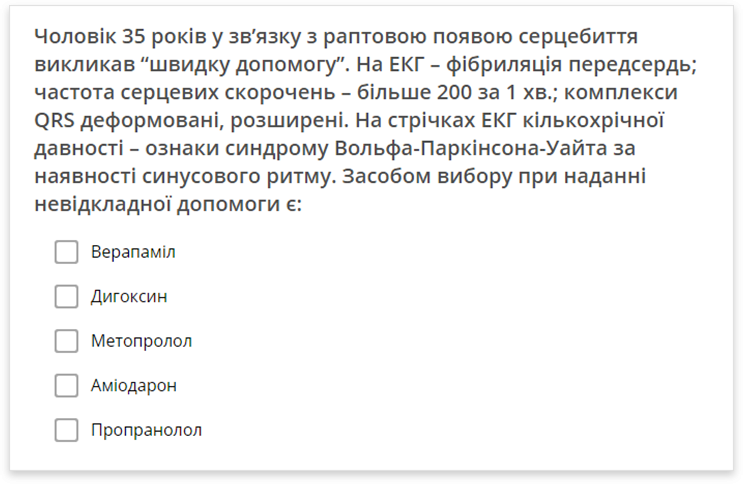 Чоловік 35 років у зв’язку з раптовою появою серцебиття
викликав “швидку допомогу”. На ЕКГ – фібриляція передсердь;
частота серцевих скорочень – більше 200 за 1 хв.; комплекси
QRS деформовані, розширені. На стрічках ЕКГ кількохрічної
давності – ознаки синдрому Вольфа-Паркінсона-Уайта за
наявності синусового ритму. Засобом вибору при наданні
невідкладної допомоги є:
Верапаміл
Дигоксин
Метопролол
Аміодарон
Пропранолол